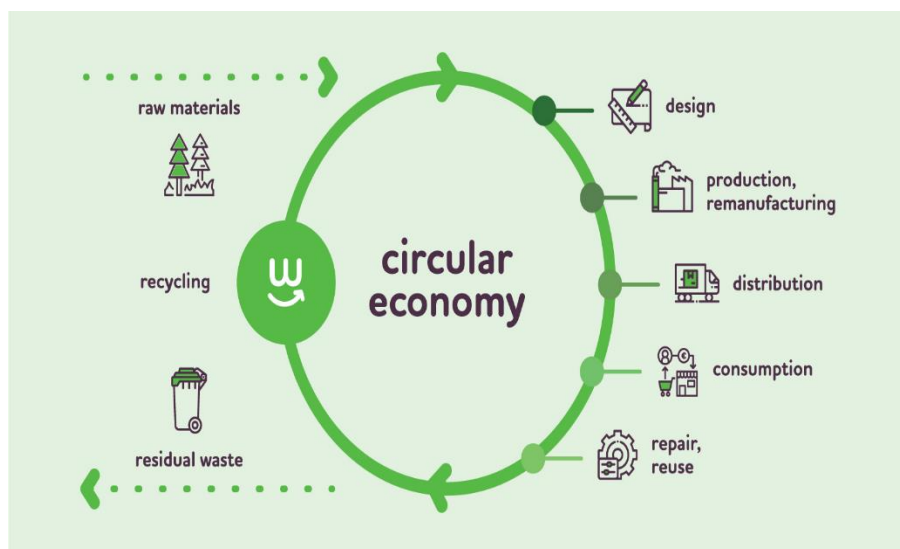 raw materials
design
production,
remanufacturing
recycling
circular
economy
distribution
consumption
residual waste
repair,
reuse